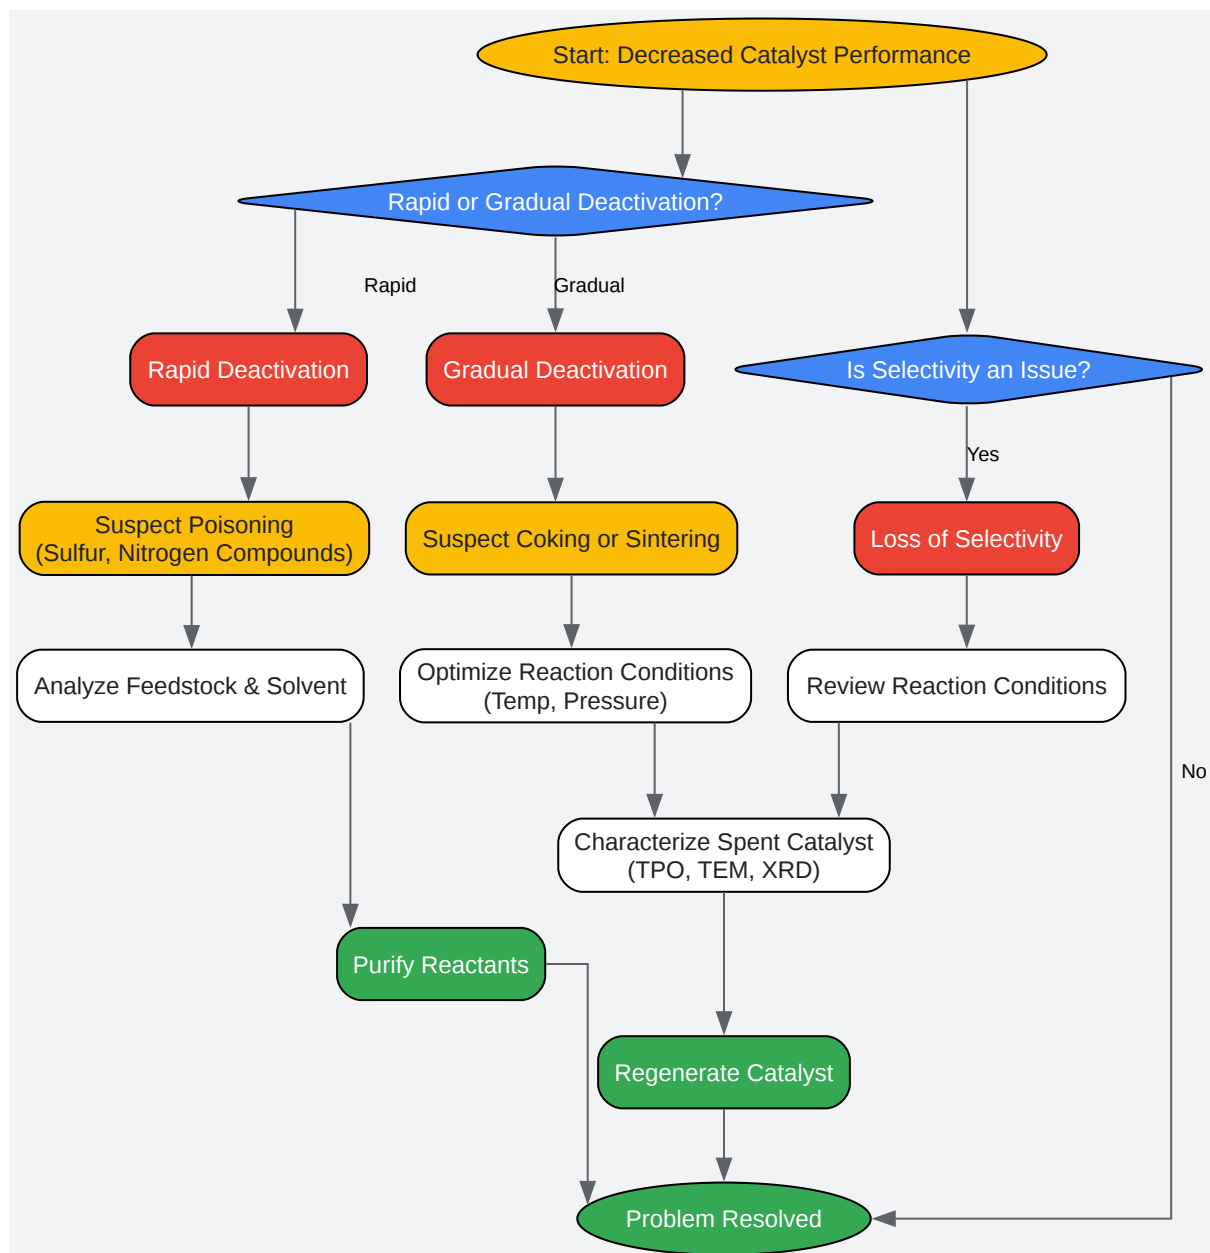 Start: Decreased Catalyst Performance
Rapid or Gradual Deactivation?
Rapid
Gradual
Rapid Deactivation
Gradual Deactivation
Is Selectivity an Issue?
Yes
Suspect Poisoning
(Sulfur, Nitrogen Compounds)
Suspect Coking or Sintering
Loss of Selectivity
Analyze Feedstock & Solvent
Optimize Reaction Conditions
(Temp, Pressure)
Review Reaction Conditions
No
Characterize Spent Catalyst
(TPO, TEM, XRD)
Purify Reactants
Regenerate Catalyst
Problem Resolved